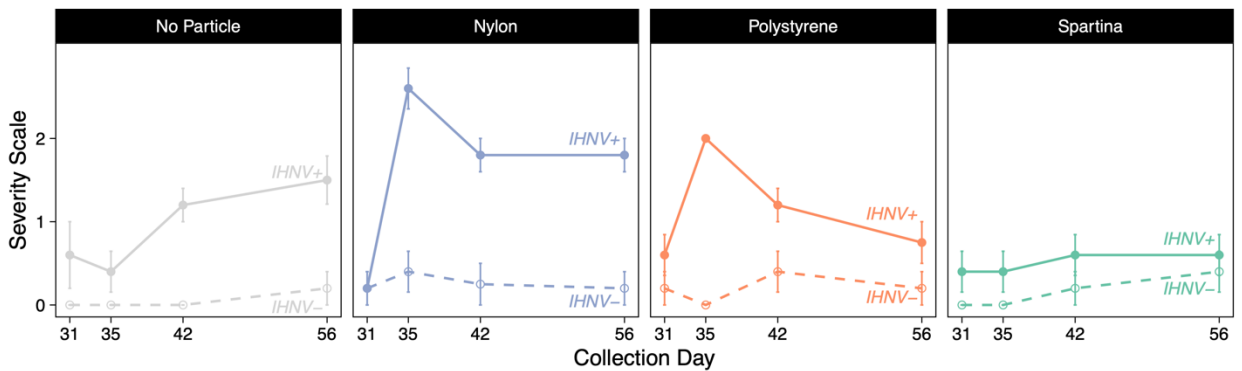 No Particle Nylon Polystyrene Spartina
Severity Scale
2
1
0
IHNV+
IHNV−
IHNV+
IHNV−
IHNV+
IHNV−
IHNV+
IHNV−
31 35 42 56 31 35 42 56 31 35 42 56 31 35 42 56
Collection Day